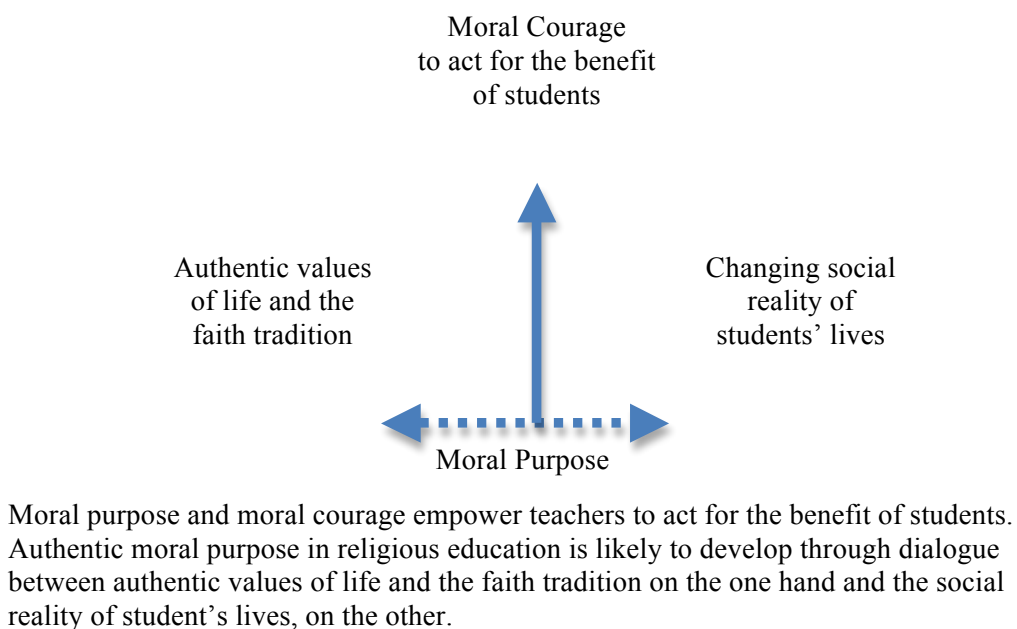 Moral Courage
to act for the benefit
of students
Authentic values
of life and the
faith tradition
Changing social
reality of
students’ lives
Moral Purpose
Moral purpose and moral courage empower teachers to act for the benefit of students.
Authentic moral purpose in religious education is likely to develop through dialogue
between authentic values of life and the faith tradition on the one hand and the social
reality of student’s lives, on the other.